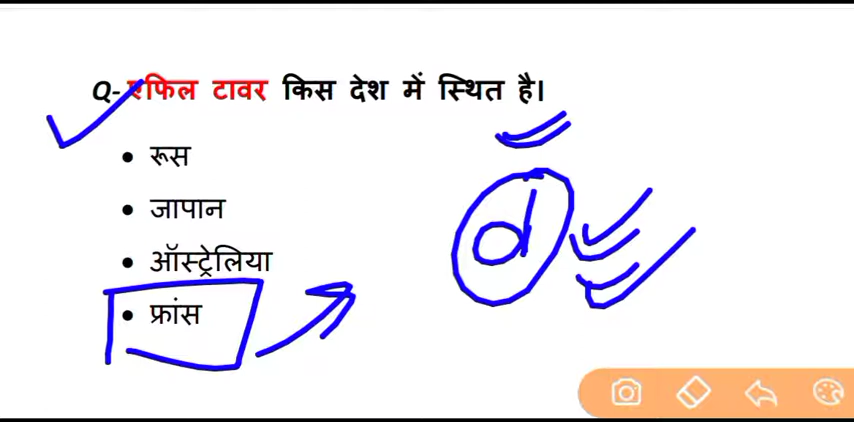 Q- एफिल टावर किस देश में स्थित है।
• रूस
• जापान
• ऑस्ट्रेलिया
• फ्रांस
d